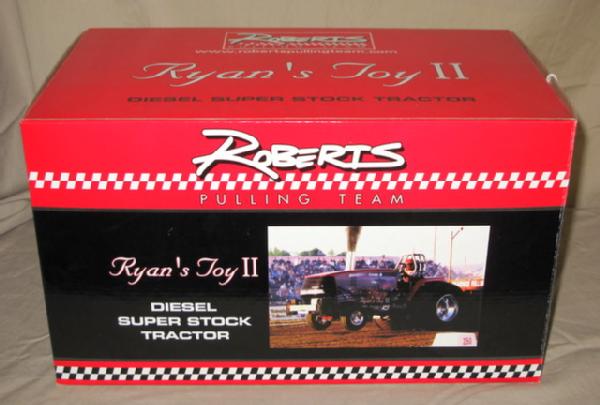 ROBERTS
www.robertspullingteam.com
Ryan's Toy II
DIESEL SUPER STOCK TRACTOR
ROBERTS
PULLING TEAM
Ryan's Toy II
DIESEL
SUPER STOCK
TRACTOR